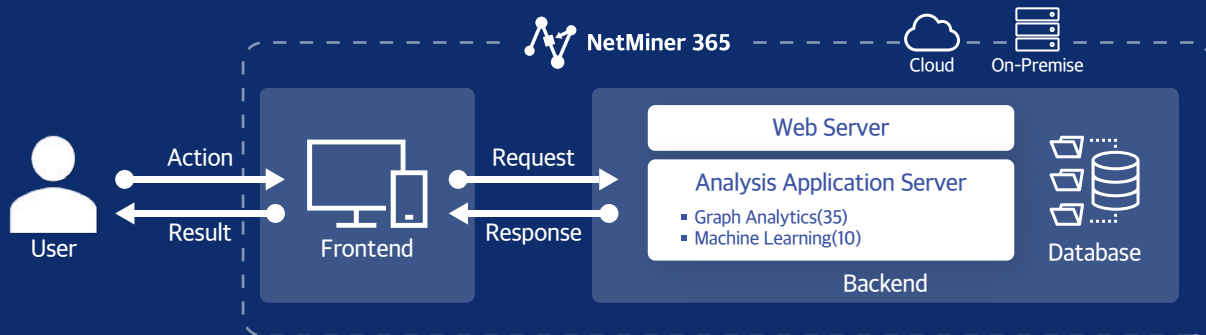 NetMiner 365
Cloud
On-Premise
User
Action
Result
Frontend
Request
Response
Web Server
Analysis Application Server
▪ Graph Analytics(35)
▪ Machine Learning(10)
Backend
Database